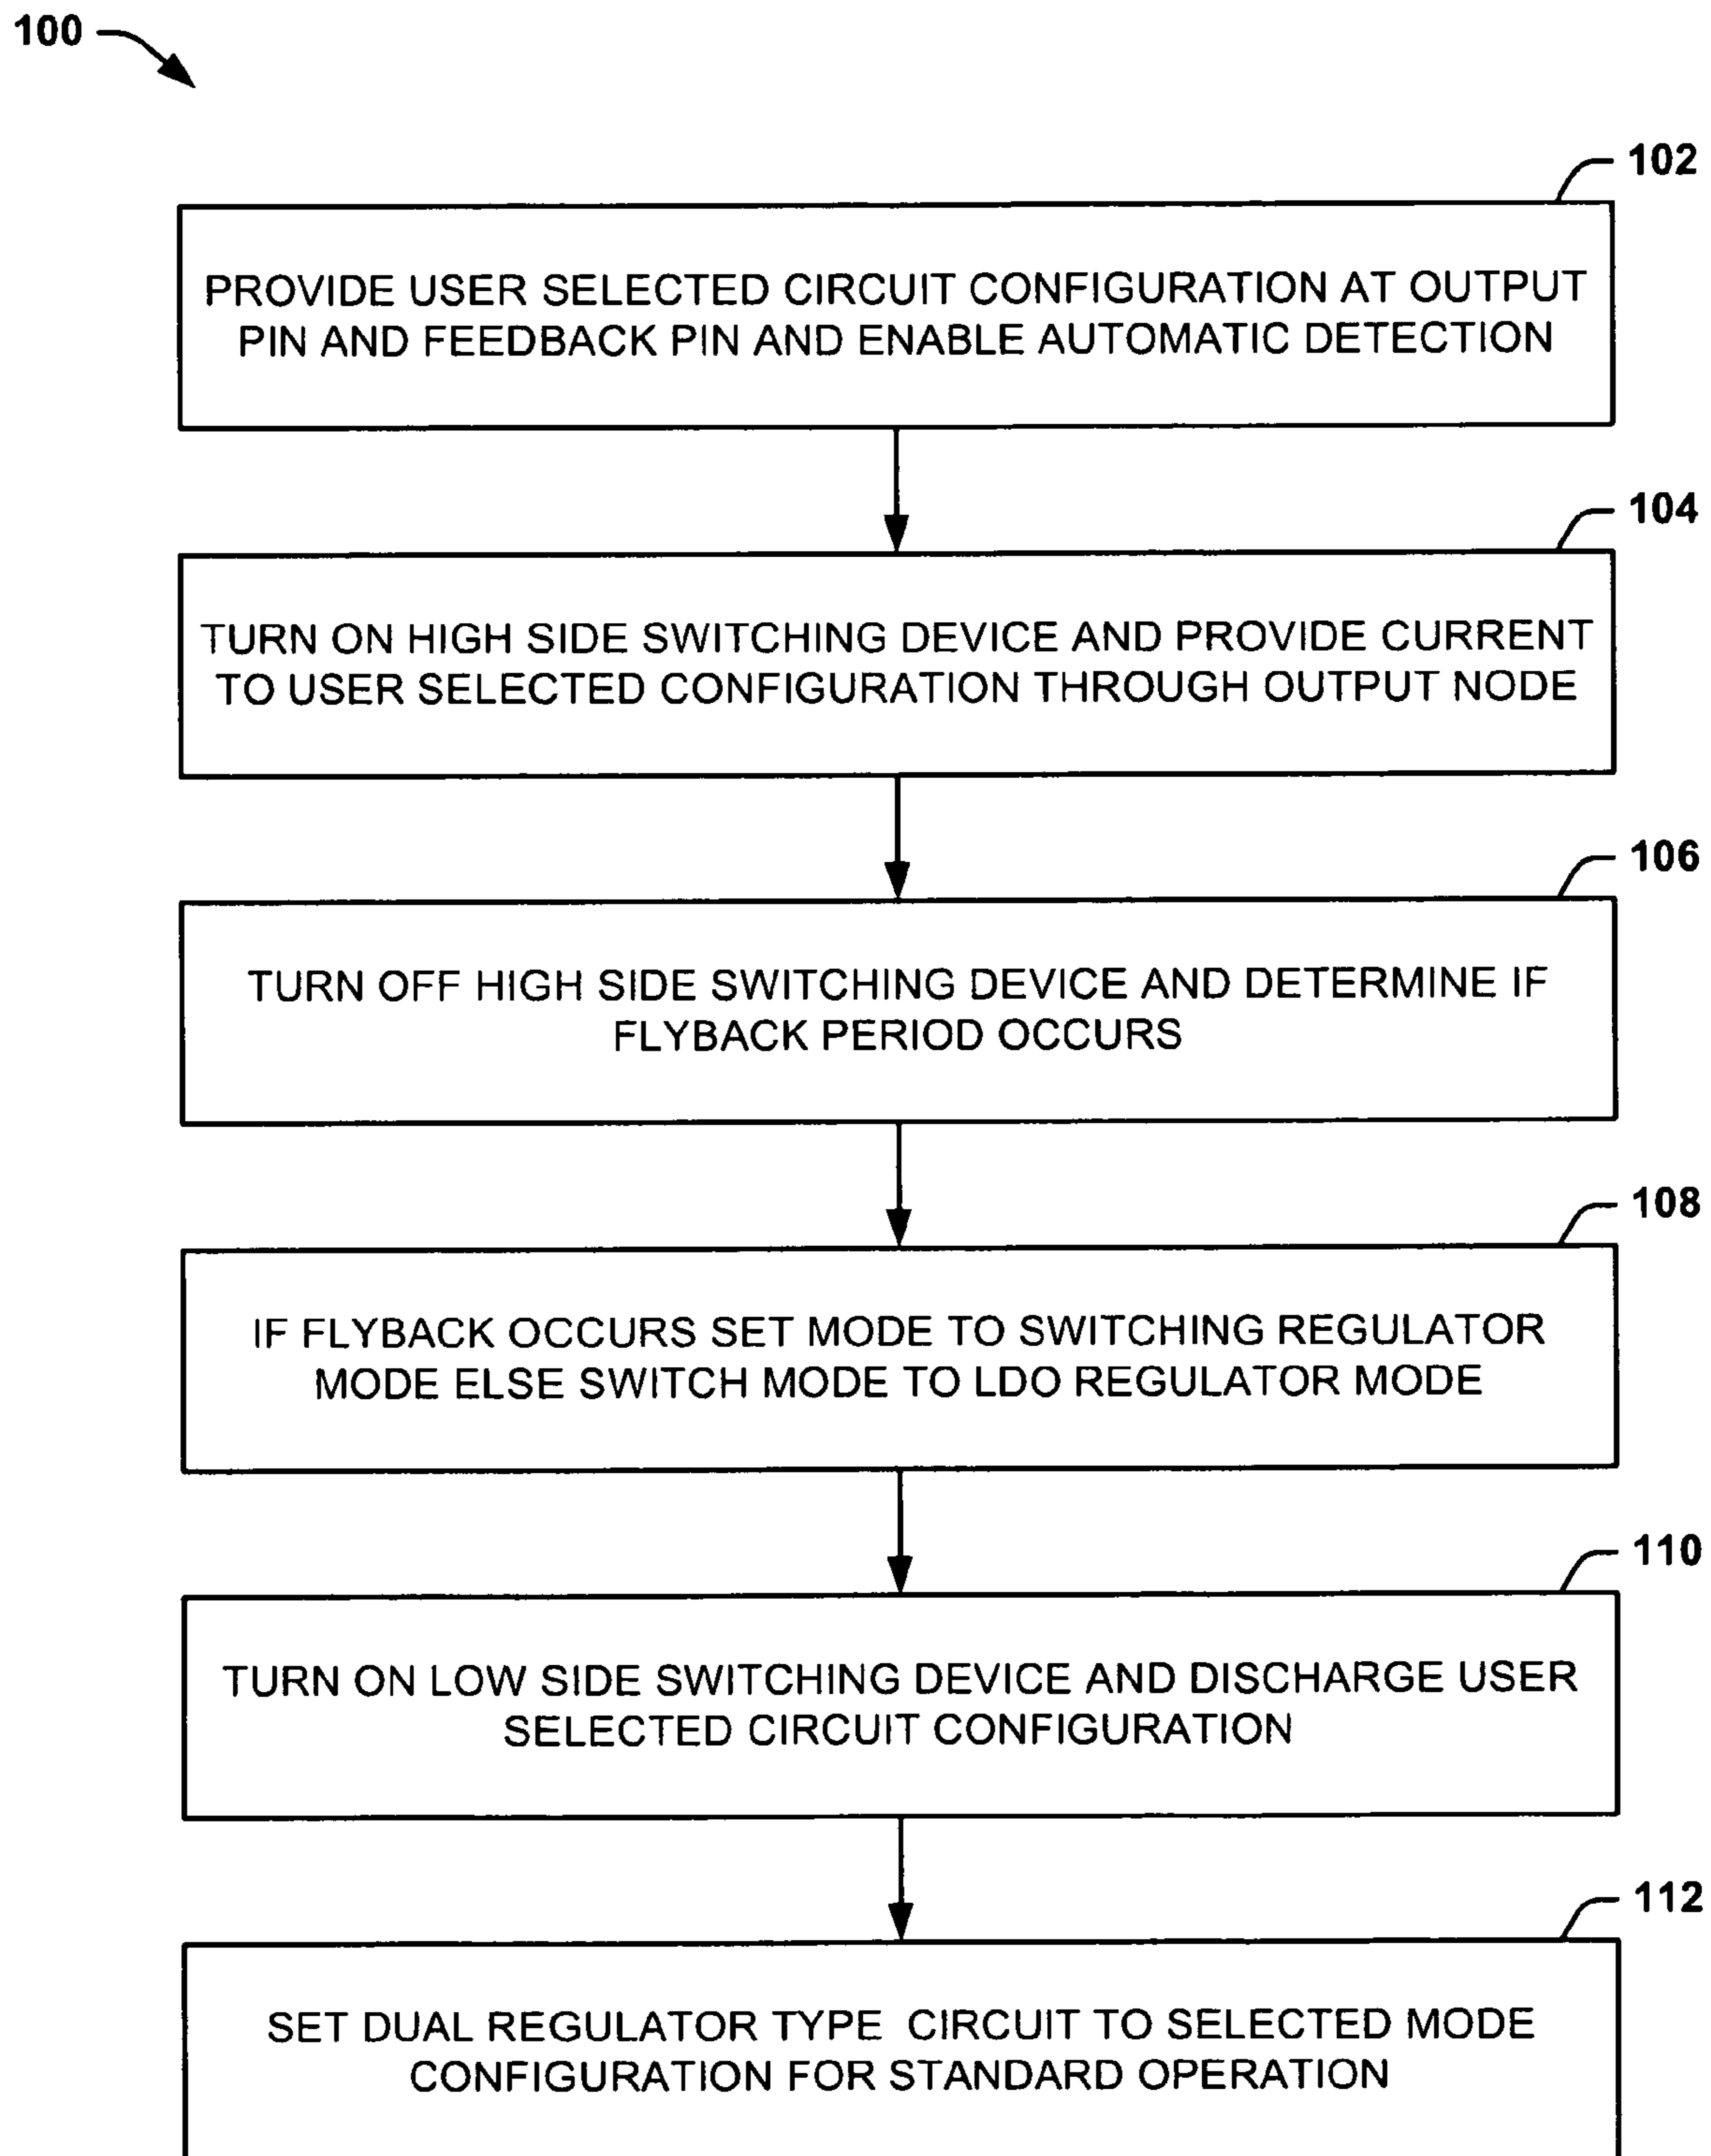 100
102
PROVIDE USER SELECTED CIRCUIT CONFIGURATION AT OUTPUT
PIN AND FEEDBACK PIN AND ENABLE AUTOMATIC DETECTION
104
TURN ON HIGH SIDE SWITCHING DEVICE AND PROVIDE CURRENT
TO USER SELECTED CONFIGURATION THROUGH OUTPUT NODE
106
TURN OFF HIGH SIDE SWITCHING DEVICE AND DETERMINE IF
FLYBACK PERIOD OCCURS
108
IF FLYBACK OCCURS SET MODE TO SWITCHING REGULATOR
MODE ELSE SWITCH MODE TO LDO REGULATOR MODE
110
TURN ON LOW SIDE SWITCHING DEVICE AND DISCHARGE USER
SELECTED CIRCUIT CONFIGURATION
112
SET DUAL REGULATOR TYPE CIRCUIT TO SELECTED MODE
CONFIGURATION FOR STANDARD OPERATION